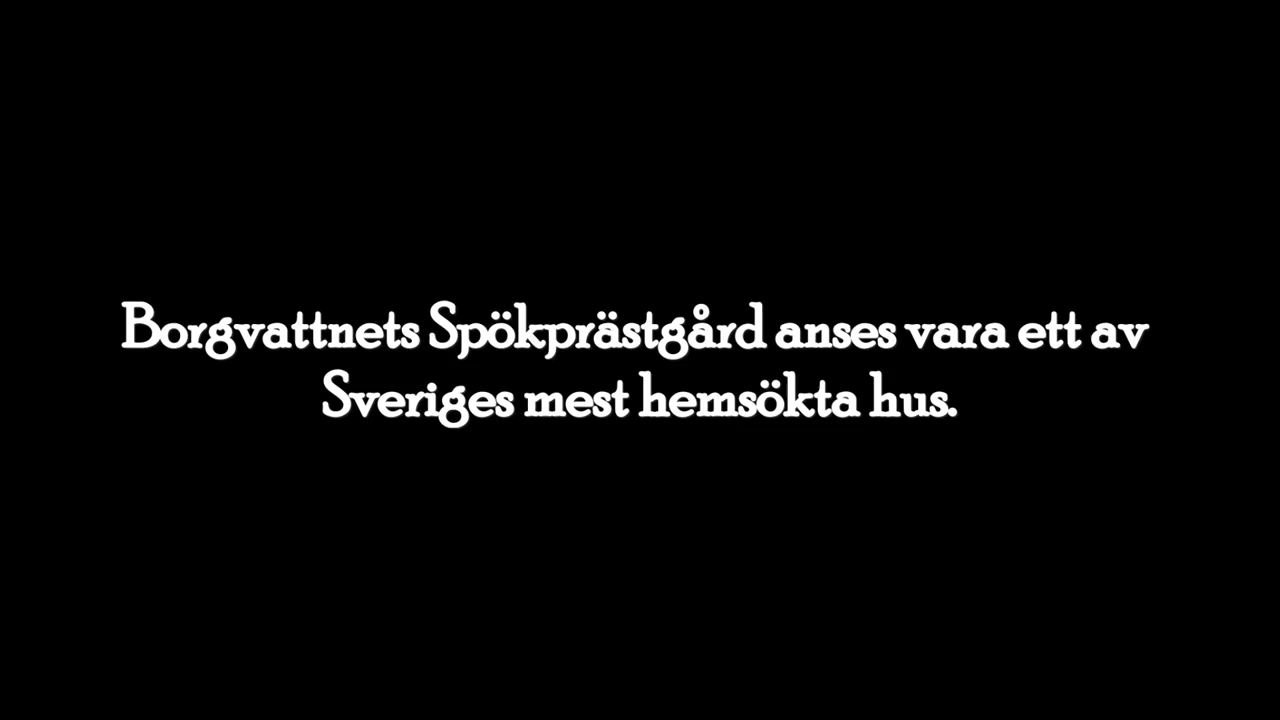 Borgvattnets Spökprästgård anses vara ett av
Sveriges mest hemsökta hus.